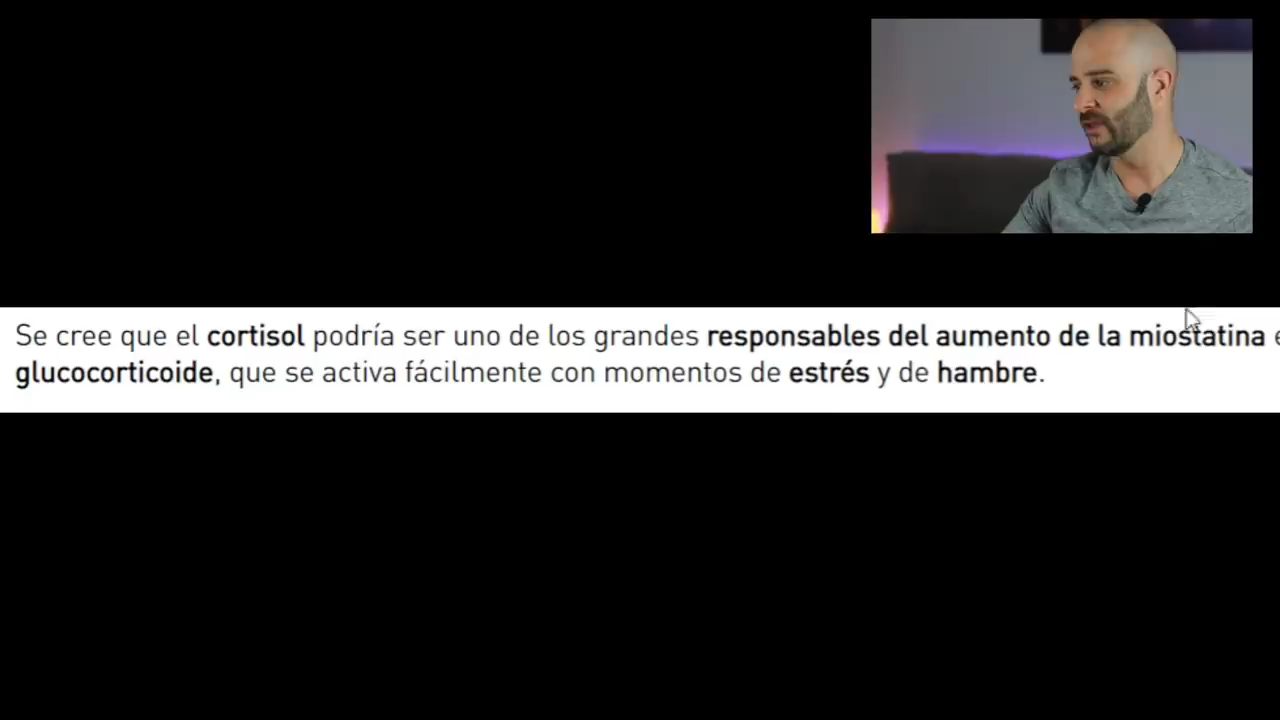 Se cree que el cortisol podría ser uno de los grandes responsables del aumento de la miostatina
glucocorticoide, que se activa fácilmente con momentos de estrés y de hambre.